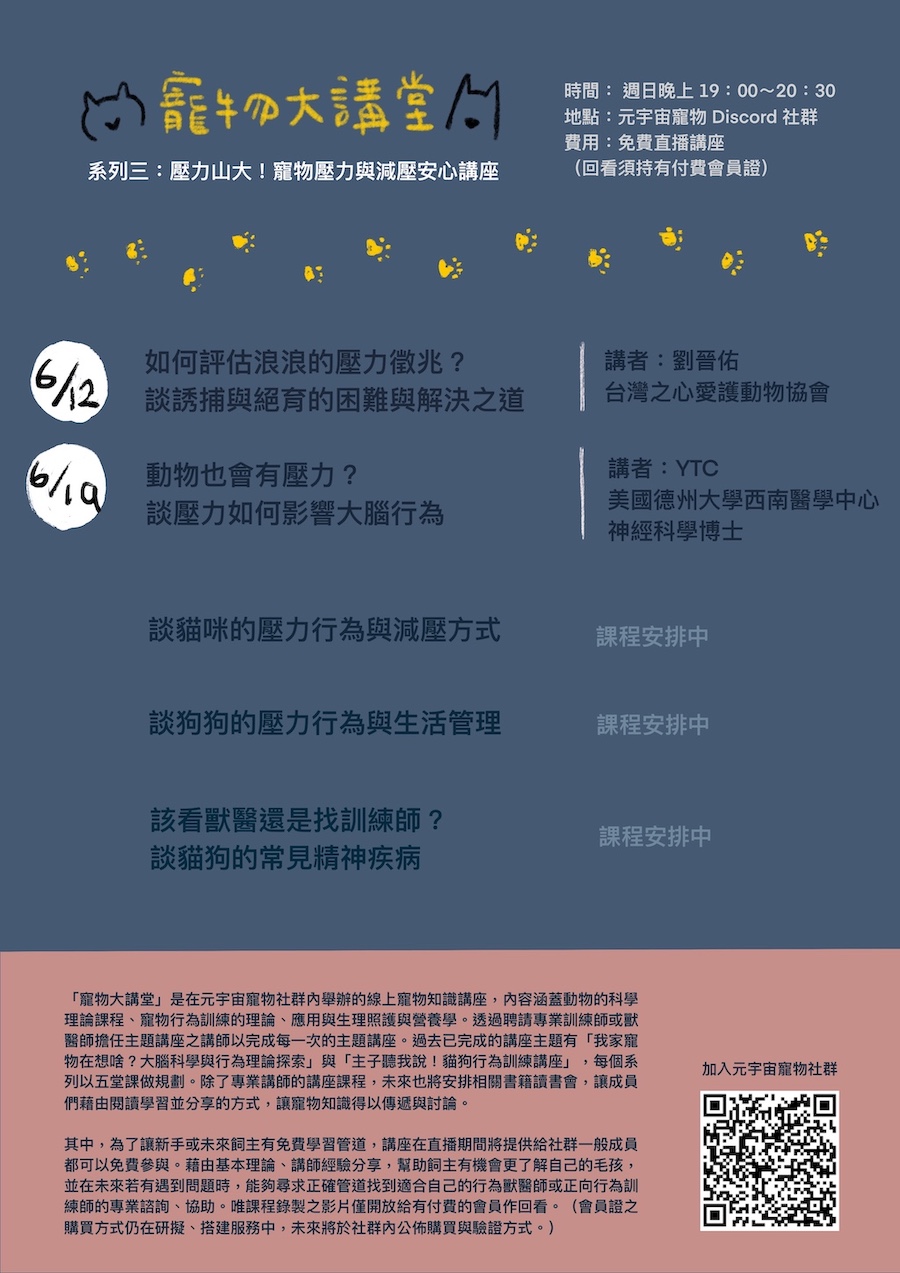 寵物大講堂
系列三：壓力山大！寵物壓力與減壓安心講座
時間： 週日晚上 19：00～20：30
地點：元宇宙寵物 Discord 社群
費用：免費直播講座
（回看須持有付費會員證）
6/12
如何評估浪浪的壓力徵兆？
談誘捕與絕育的困難與解決之道
講者：劉晉佑
台灣之心愛護動物協會
6/19
動物也會有壓力？
談壓力如何影響大腦行為
講者：YTC
美國德州大學西南醫學中心
神經科學博士
談貓咪的壓力行為與減壓方式
課程安排中
談狗狗的壓力行為與生活管理
課程安排中
該看獸醫還是找訓練師？
談貓狗的常見精神疾病
課程安排中
「寵物大講堂」是在元宇宙寵物社群內舉辦的線上寵物知識講座，內容涵蓋動物的科學
理論課程、寵物行為訓練的理論、應用與生理照護與營養學。透過聘請專業訓練師或獸
醫師擔任主題講座之講師以完成每一次的主題講座。過去已完成的講座主題有「我家寵
物在想啥？大腦科學與行為理論探索」與「主子聽我說！貓狗行為訓練講座」，每個系
列以五堂課做規劃。除了專業講師的講座課程，未來也將安排相關書籍讀書會，讓成員
們藉由閱讀學習並分享的方式，讓寵物知識得以傳遞與討論。
其中，為了讓新手或未來飼主有免費學習管道，講座在直播期間將提供給社群一般成員
都可以免費參與。藉由基本理論、講師經驗分享，幫助飼主有機會更了解自己的毛孩，
並在未來若有遇到問題時，能夠尋求正確管道找到適合自己的行為獸醫師或正向行為訓
練師的專業諮詢、協助。唯課程錄製之影片僅開放給有付費的會員作回看。（會員證之
購買方式仍在研擬、搭建服務中，未來將於社群內公佈購買與驗證方式。）
加入元宇宙寵物社群